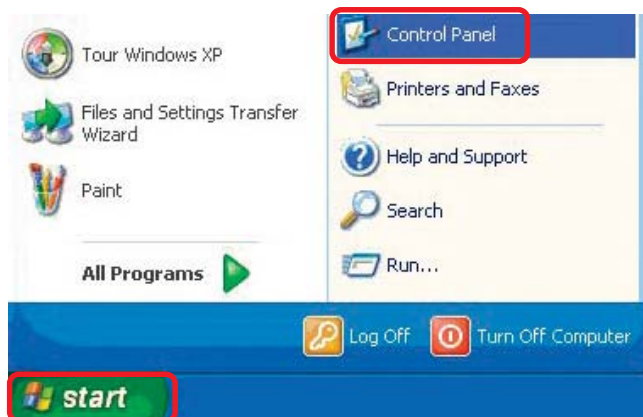 Tour Windows XP
Files and Settings Transfer
Wizard
Paint
All Programs
Control Panel
Printers and Faxes
Help and Support
Search
Run...
Log Off
Turn Off Computer
start